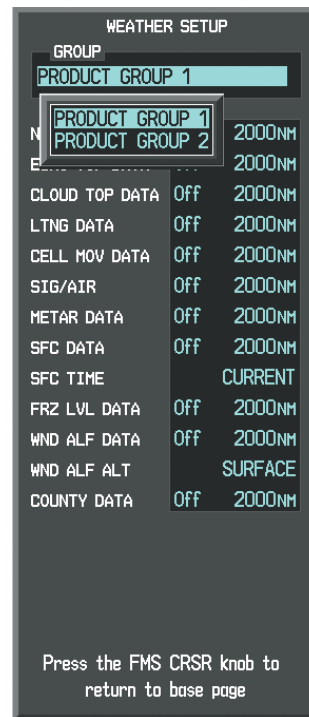 WEATHER SETUP
GROUP
PRODUCT GROUP 1
PRODUCT GROUP 1
PRODUCT GROUP 2
N 2000NM
2000NM
CLOUD TOP DATA Off 2000NM
LTNG DATA Off 2000NM
CELL MOV DATA Off 2000NM
SIG/AIR Off 2000NM
METAR DATA Off 2000NM
SFC DATA Off 2000NM
SFC TIME CURRENT
FRZ LVL DATA Off 2000NM
WND ALF DATA Off 2000NM
WND ALF ALT SURFACE
COUNTY DATA Off 2000NM
Press the FMS CRSR knob to
return to base page